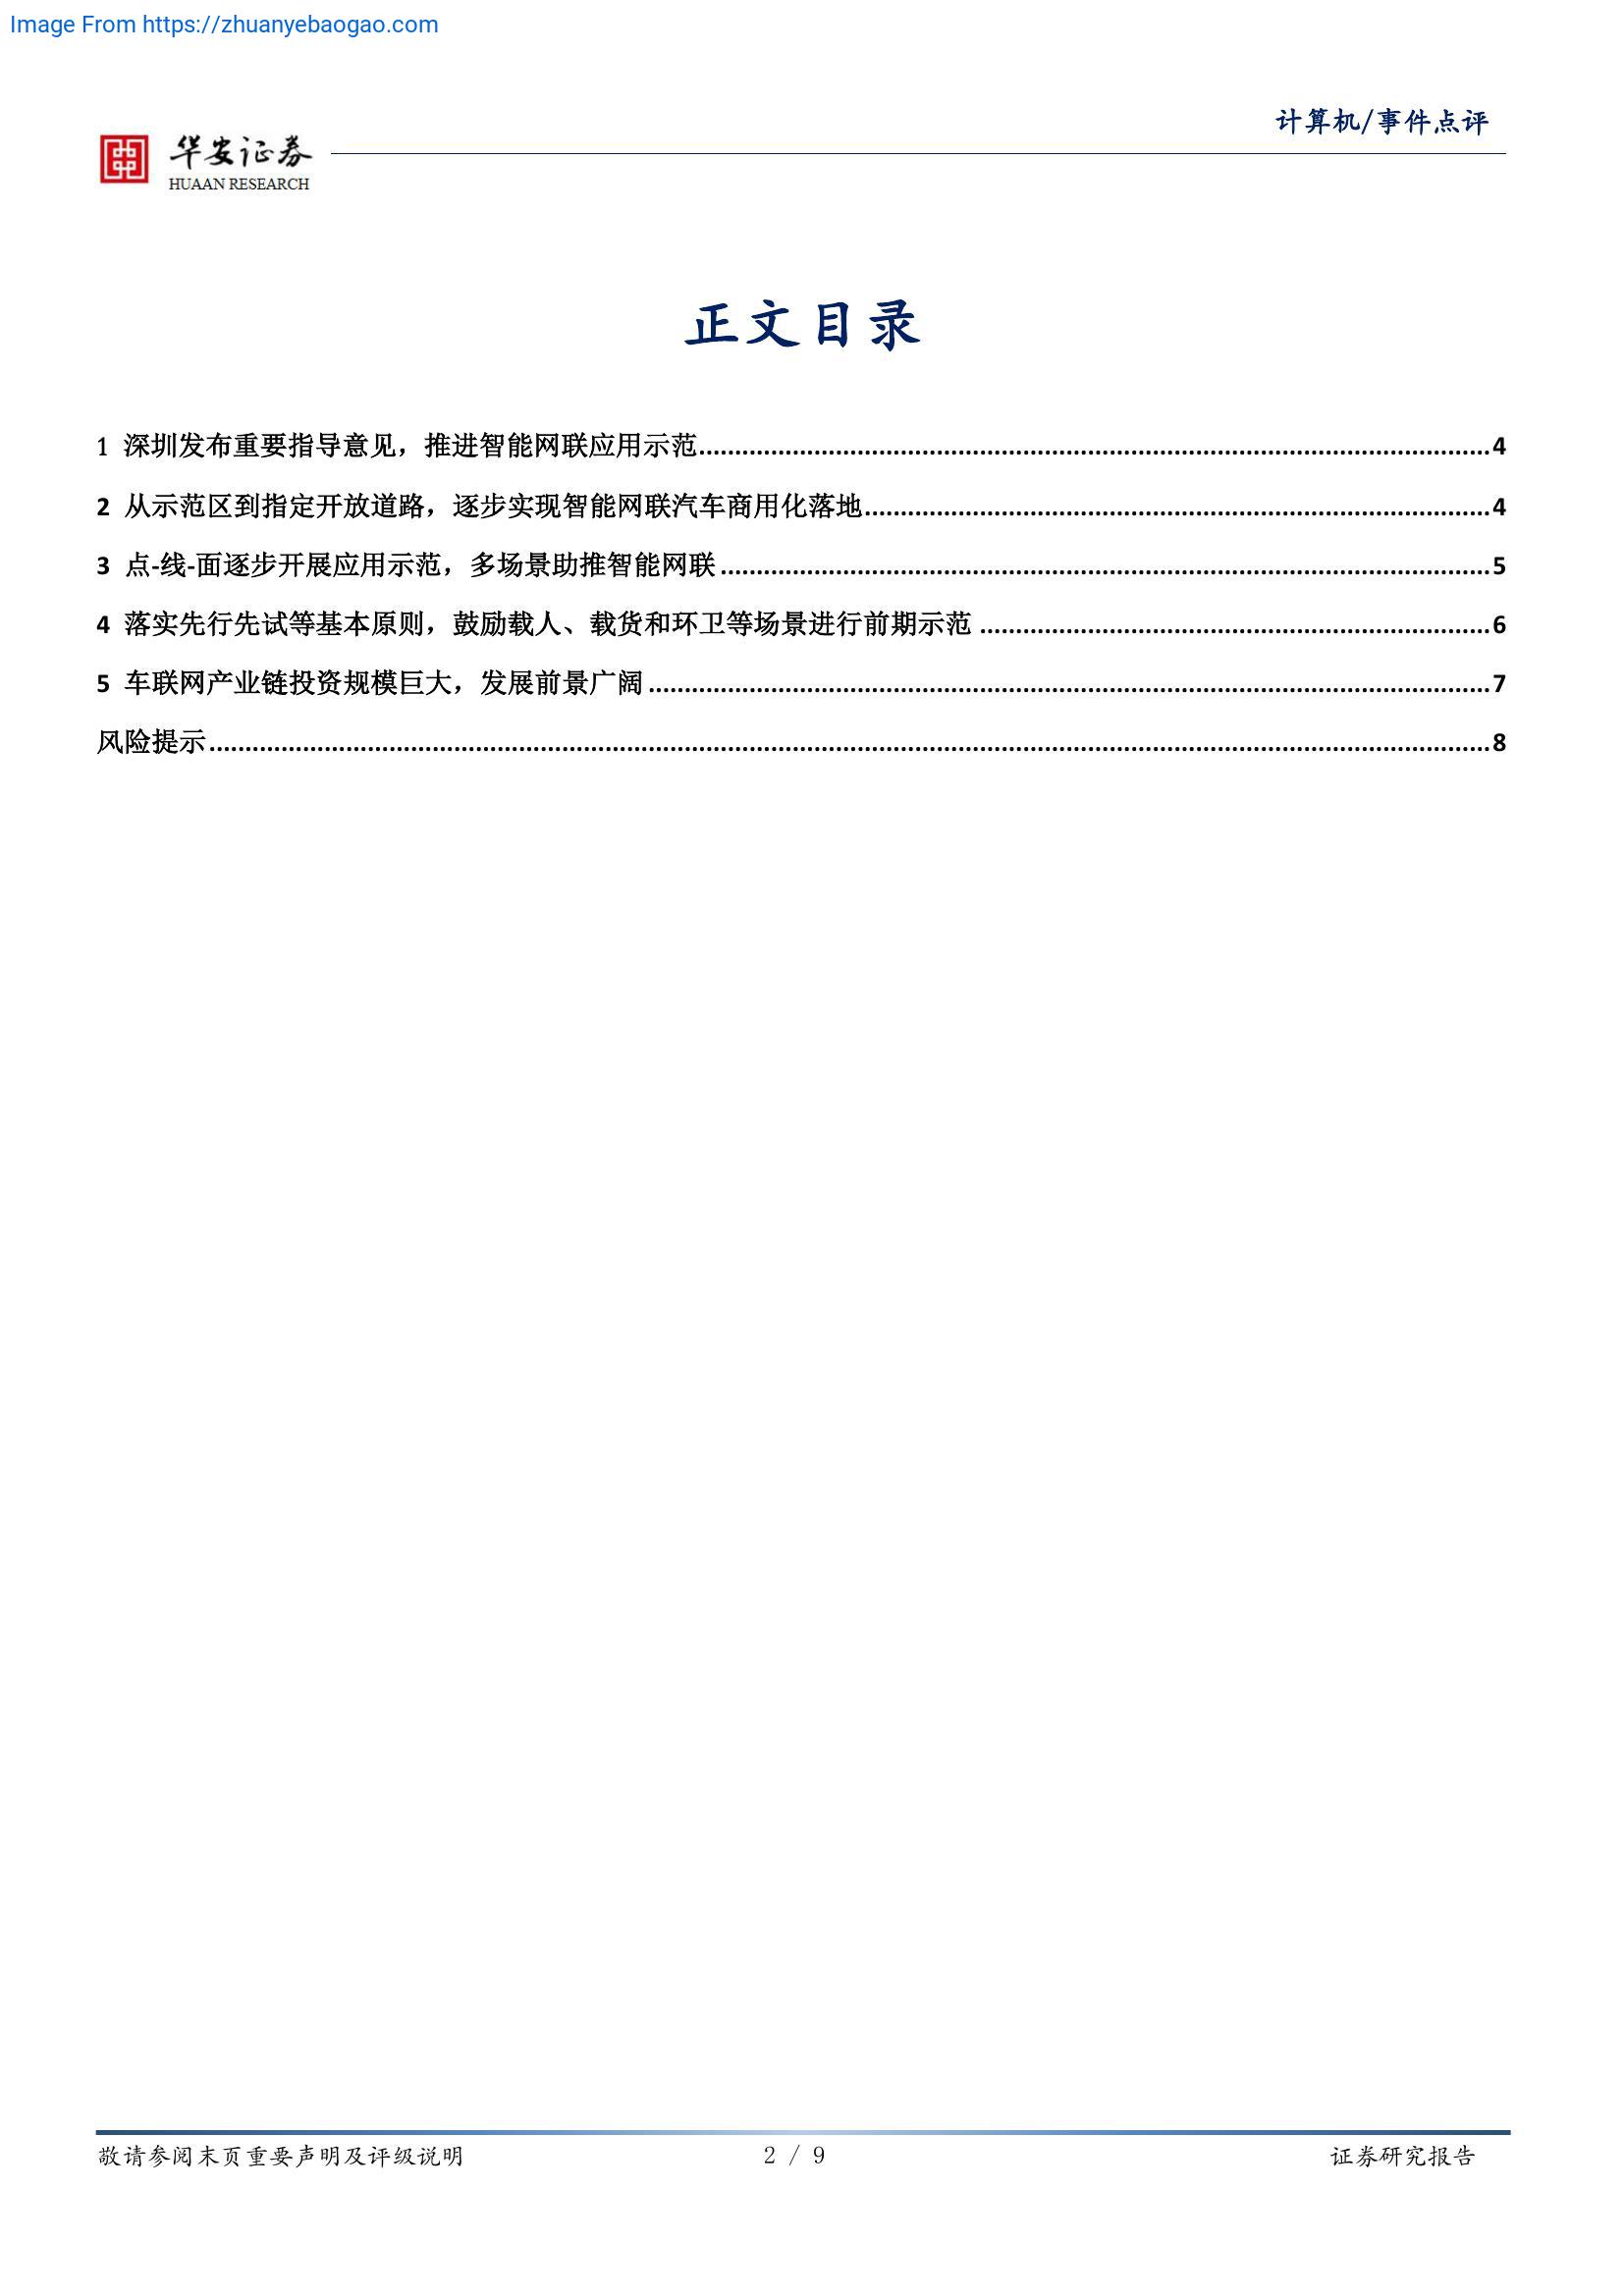 Image From https://zhuanyebaogao.com
计算机/事件点评
华安证券
HUAAN RESEARCH
正文目录
1 深圳发布重要指导意见，推进智能网联应用示范........................................4
2 从示范区到指定开放道路，逐步实现智能网联汽车商用化落地........................................4
3 点-线-面逐步开展应用示范，多场景助推智能网联........................................5
4 落实先行先试等基本原则，鼓励载人、载货和环卫等场景进行前期示范........................................6
5 车联网产业链投资规模巨大，发展前景广阔........................................7
风险提示........................................8
敬请参阅末页重要声明及评级说明 2 / 9 证券研究报告